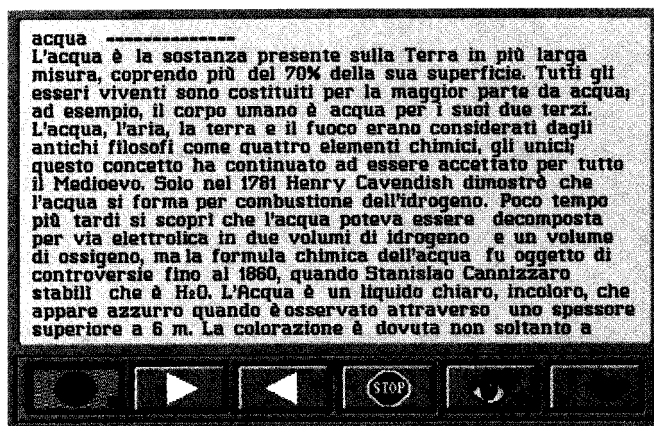 acqua --------------
L'acqua è la sostanza presente sulla Terra in più larga
misura, coprendo più del 70% della sua superficie. Tutti gli
esseri viventi sono costituiti per la maggior parte da acqua;
ad esempio, il corpo umano è acqua per i suoi due terzi.
L'acqua, l'aria, la terra e il fuoco erano considerati dagli
antichi filosofi come quattro elementi chimici, gli unici;
questo concetto ha continuato ad essere accettato per tutto
il Medioevo. Solo nel 1781 Henry Cavendish dimostrò che
l'acqua si forma per combustione dell'idrogeno. Poco tempo
più tardi si scoprì che l'acqua poteva essere decomposta
per via elettrolica in due volumi di idrogeno e un volume
di ossigeno, ma la formula chimica dell'acqua fu oggetto di
controversie fino al 1860, quando Stanislao Cannizzaro
stabilì che è H₂O. L'Acqua è un liquido chiaro, incoloro, che
appare azzurro quando è osservato attraverso uno spessore
superiore a 6 m. La colorazione è dovuta non soltanto a
STOP